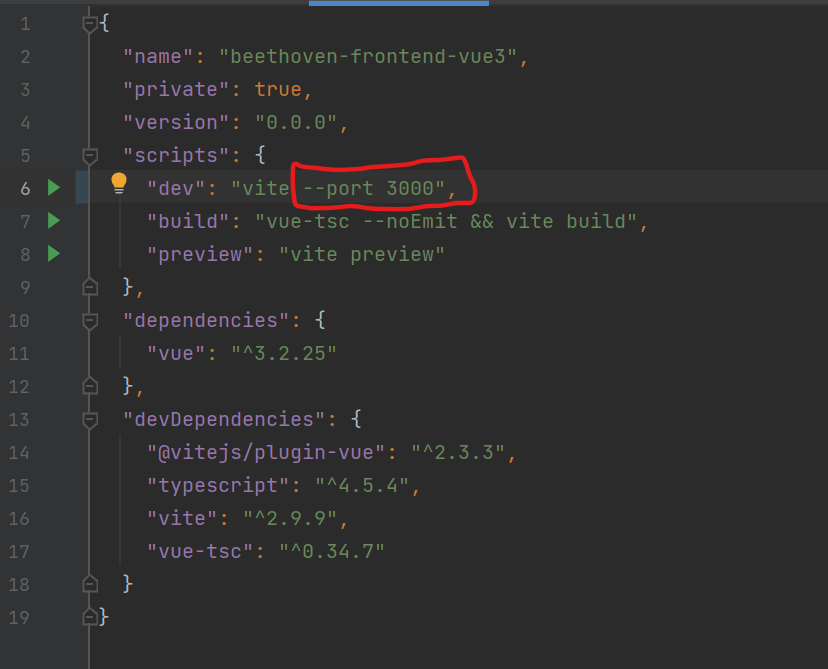 1 {
2 "name": "beethoven-frontend-vue3",
3 "private": true,
4 "version": "0.0.0",
5 "scripts": {
6 "dev": "vite --port 3000",
7 "build": "vue-tsc --noEmit && vite build",
8 "preview": "vite preview"
9 },
10 "dependencies": {
11 "vue": "^3.2.25"
12 },
13 "devDependencies": {
14 "@vitejs/plugin-vue": "^2.3.3",
15 "typescript": "^4.5.4",
16 "vite": "^2.9.9",
17 "vue-tsc": "^0.34.7"
18 }
19 }